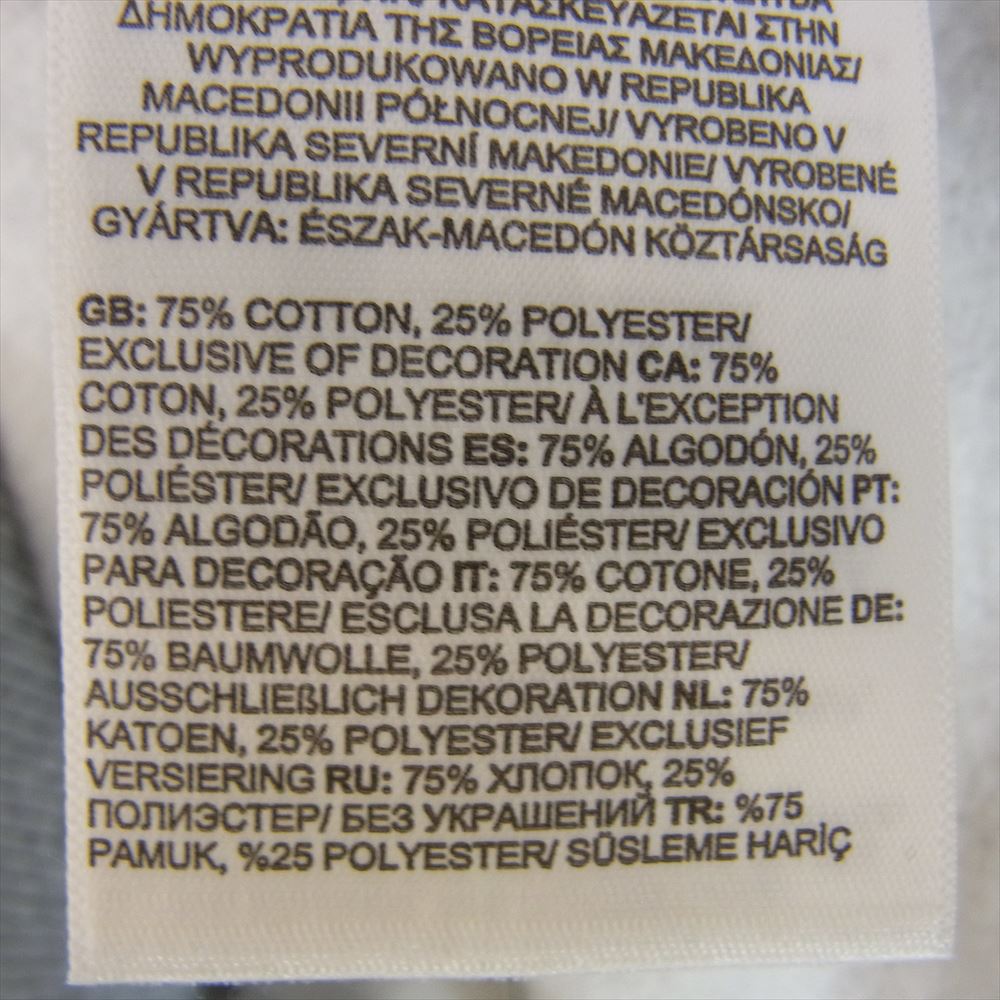 ΚΑΤΑΣΚΕΥΑΖΕΤΑΙ ΣΤΗΝ
ΔΗΜΟΚΡΑΤΙΑ ΤΗΣ ΒΟΡΕΙΑΣ ΜΑΚΕΔΟΝΙΑΣ/
WYPRODUKOWANO W REPUBLIKA
MACEDONII PÓŁNOCNEJ/ VYROBENO V
REPUBLIKA SEVERNÍ MAKEDONIE/ VYROBENÉ
V REPUBLIKA SEVERNÉ MACEDÓNSKO/
GYÁRTVA: ÉSZAK-MACEDÓN KÖZTÁRSASÁG
GB: 75% COTTON, 25% POLYESTER/
EXCLUSIVE OF DECORATION CA: 75%
COTON, 25% POLYESTER/ À L'EXCEPTION
DES DÉCORATIONS ES: 75% ALGODÓN, 25%
POLIÉSTER/ EXCLUSIVO DE DECORACIÓN PT:
75% ALGODÃO, 25% POLIÉSTER/ EXCLUSIVO
PARA DECORAÇÃO IT: 75% COTONE, 25%
POLIESTERE/ ESCLUSA LA DECORAZIONE DE:
75% BAUMWOLLE, 25% POLYESTER/
AUSSCHLIEßLICH DEKORATION NL: 75%
KATOEN, 25% POLYESTER/ EXCLUSIEF
VERSIERING RU: 75% ХЛОПОК, 25%
ПОЛИЭСТЕР/ БЕЗ УКРАШЕНИЙ TR: %75
PAMUK, %25 POLYESTER/ SÜSLEME HARİÇ